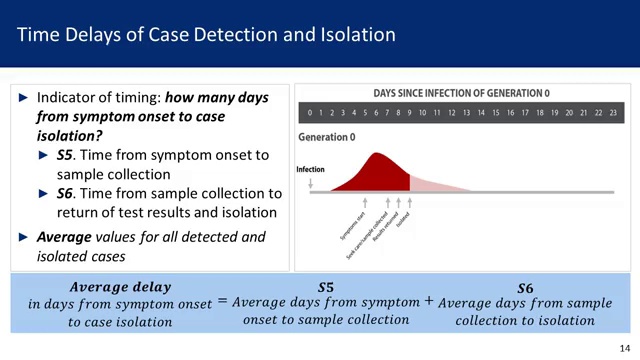 Time Delays of Case Detection and Isolation
► Indicator of timing: how many days
from symptom onset to case
isolation?
► S5. Time from symptom onset to
sample collection
► S6. Time from sample collection to
return of test results and isolation
► Average values for all detected and
isolated cases
DAYS SINCE INFECTION OF GENERATION 0
0 1 2 3 4 5 6 7 8 9 10 11 12 13 14 15 16 17 18 19 20 21 22 23
Generation 0
Infection
Symptoms start
Seek care/sample collected
Results returned
Isolated
Average delay
in days from symptom onset
to case isolation
=
S5
Average days from symptom
onset to sample collection
+
S6
Average days from sample
collection to isolation
14